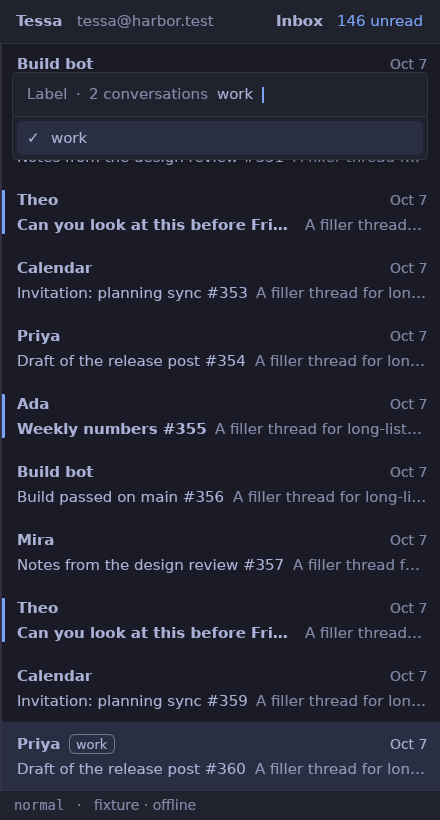 Tessa tessa@harbor.test Inbox 146 unread
Build bot Oct 7
Label · 2 conversations work
✓ work
Theo Oct 7
Can you look at this before Fri… A filler thread…
Calendar Oct 7
Invitation: planning sync #353 A filler thread for lon…
Priya Oct 7
Draft of the release post #354 A filler thread for lon…
Ada Oct 7
Weekly numbers #355 A filler thread for long-list…
Build bot Oct 7
Build passed on main #356 A filler thread for long-li…
Mira Oct 7
Notes from the design review #357 A filler thread f…
Theo Oct 7
Can you look at this before Fri… A filler thread…
Calendar Oct 7
Invitation: planning sync #359 A filler thread for lon…
Priya work Oct 7
Draft of the release post #360 A filler thread for lon…
normal · fixture · offline